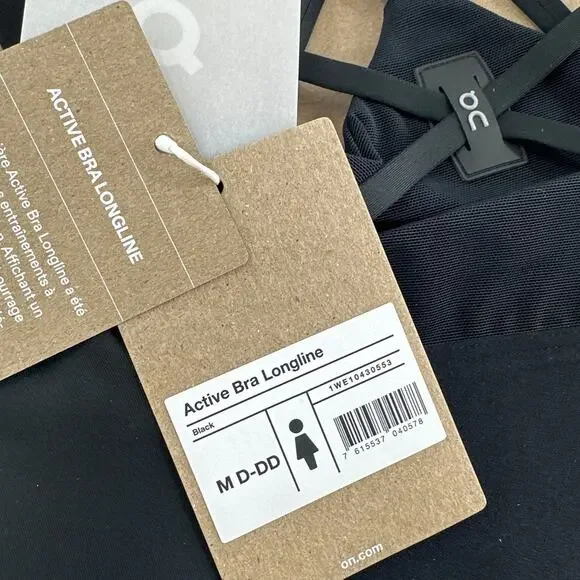 ACTIVE BRA LONGLINE
Active Bra Longline a été
entraînements à
Affichant un
Active Bra Longline
Black
1WE10430553
M D-DD
7 615537 040578
on.com